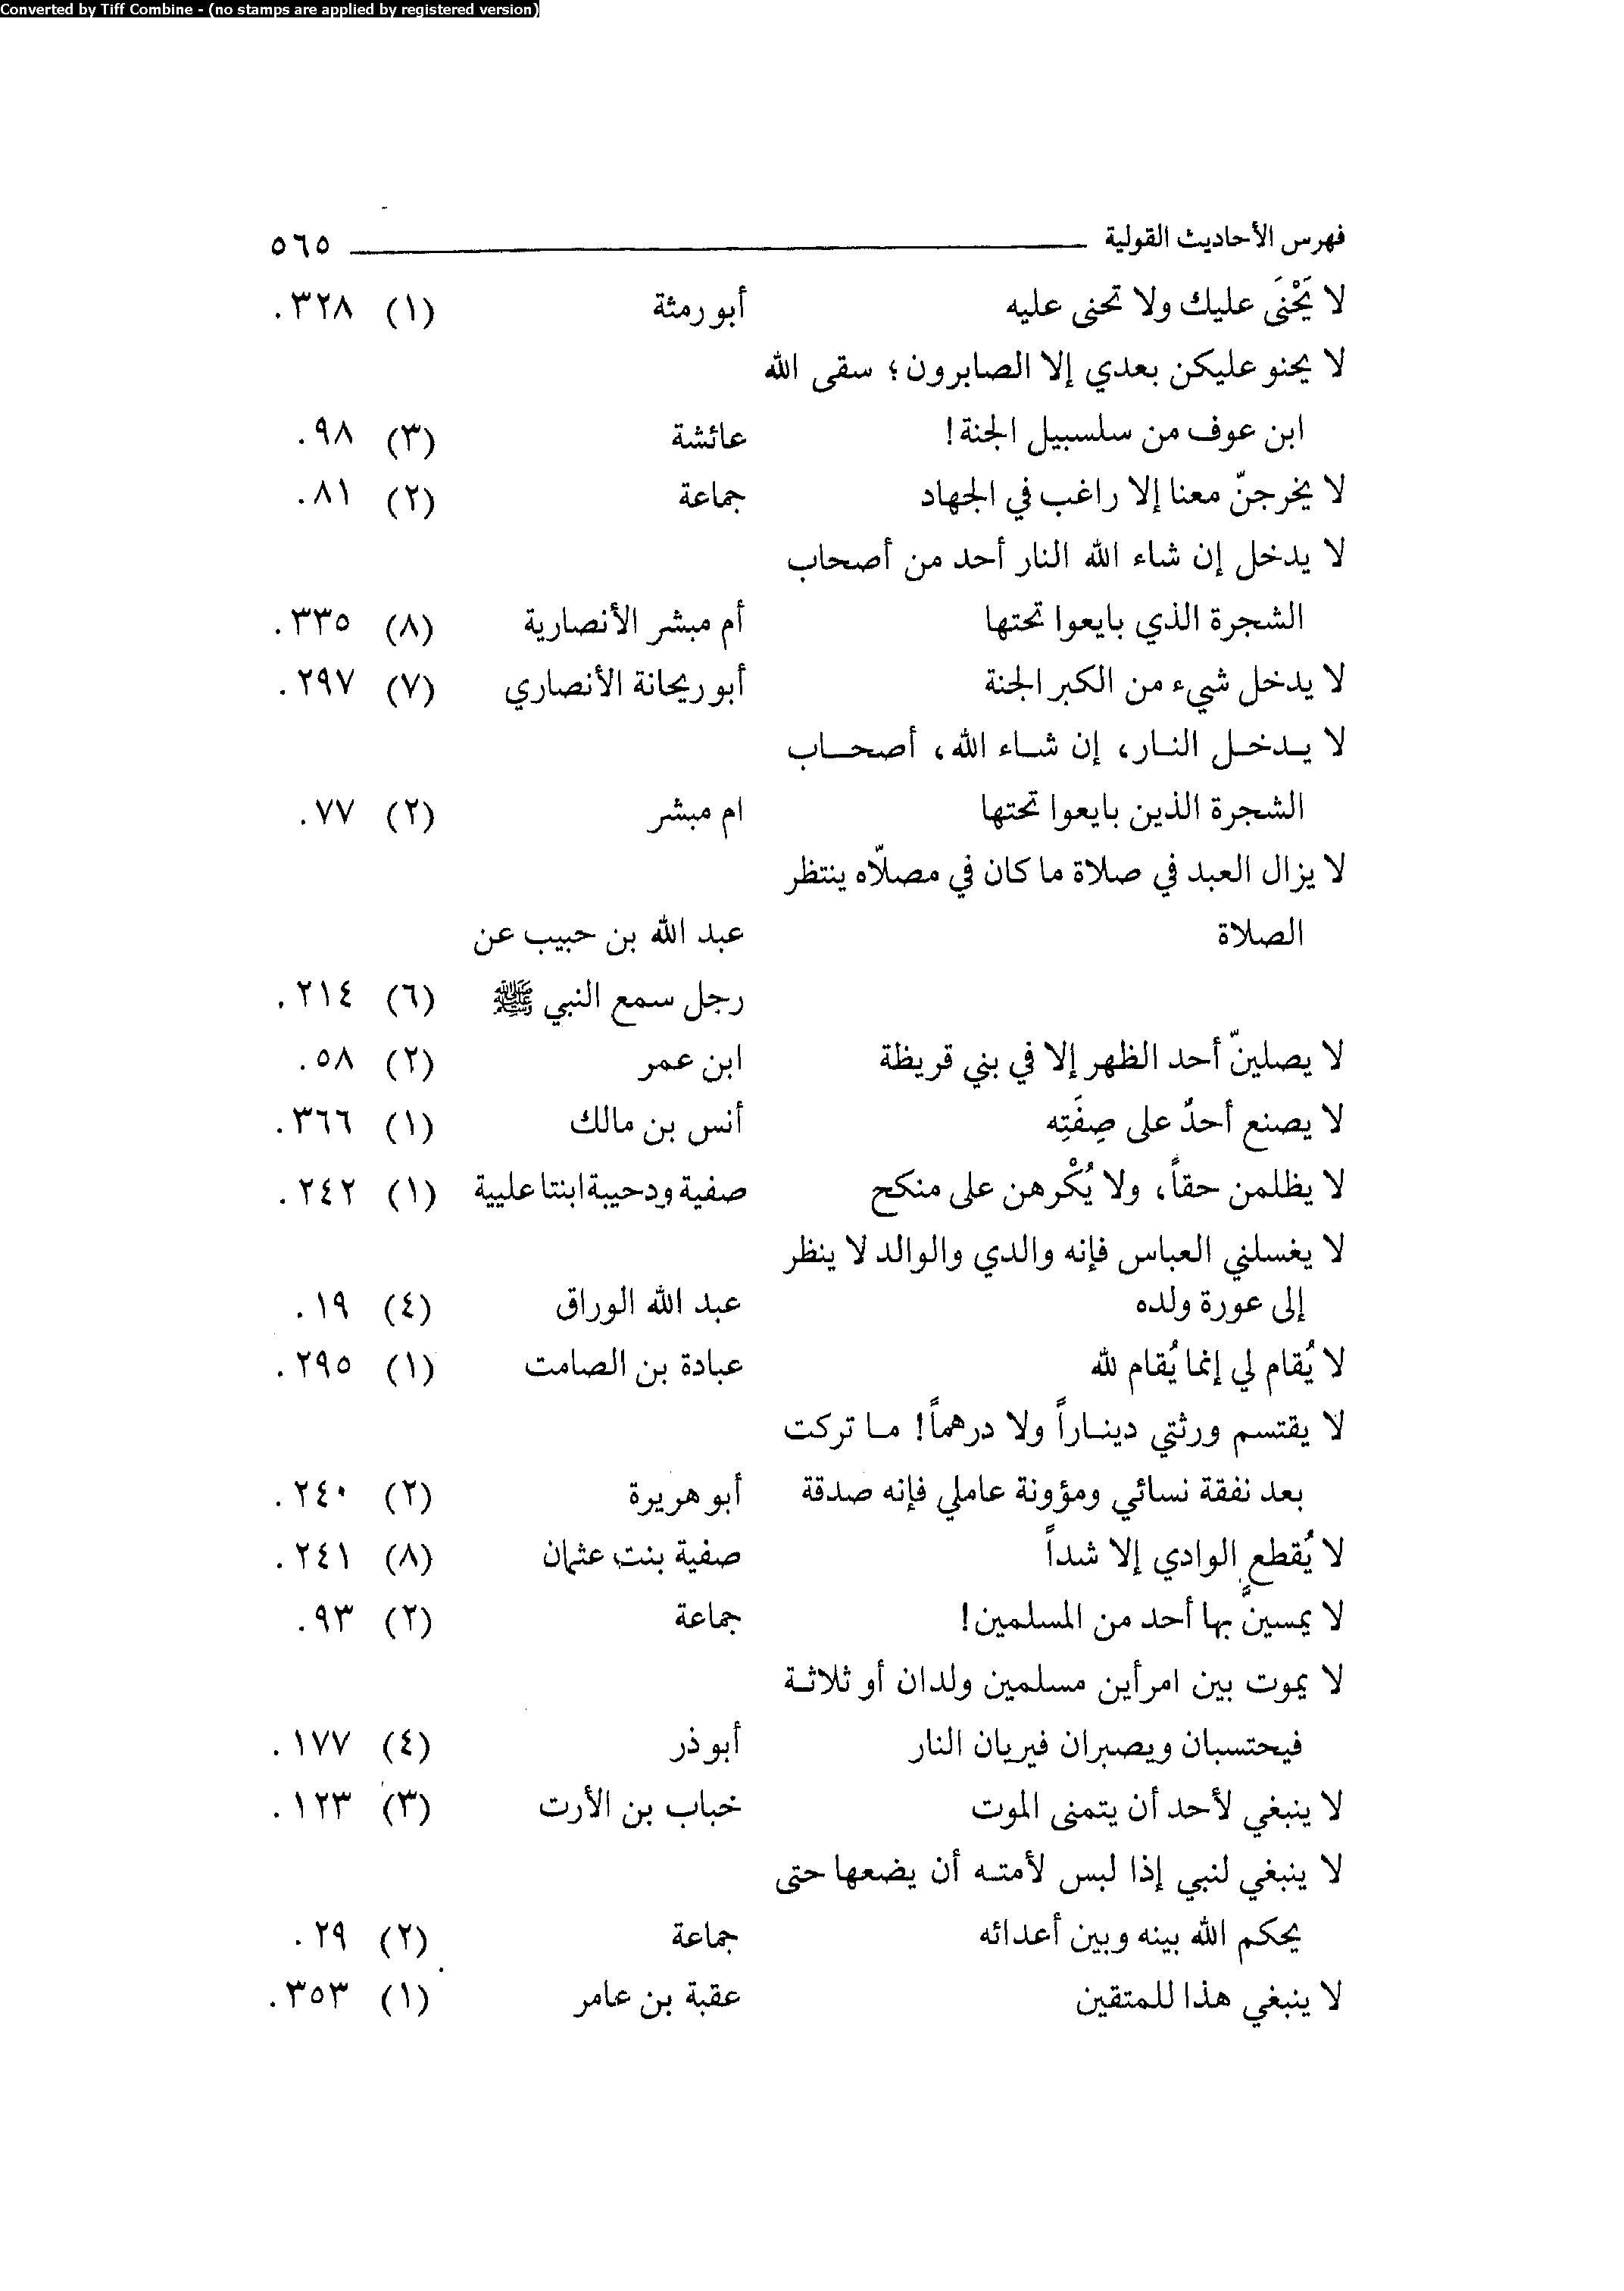 Converted by Tiff Combine - (no stamps are applied by registered version)
فهرس الأحاديث القولية ٥٦٥
لا يَحْنَى عليك ولا تحنى عليه أبو رمثة (١) ٣٢٨.
لا يحنو عليكن بعدي إلا الصابرون؛ سقى الله
ابن عوف من سلسبيل الجنة! عائشة (٣) ٩٨.
لا يخرجنّ معنا إلا راغب في الجهاد جماعة (٢) ٨١.
لا يدخل إن شاء الله النار أحد من أصحاب
الشجرة الذي بايعوا تحتها أم مبشر الأنصارية (٨) ٣٣٥.
لا يدخل شيء من الكبر الجنة أبو ريحانة الأنصاري (٧) ٢٩٧.
لا يدخل النار، إن شاء الله، أصحاب
الشجرة الذين بايعوا تحتها ام مبشر (٢) ٧٧.
لا يزال العبد في صلاة ما كان في مصلاّه ينتظر
الصلاة عبد الله بن حبيب عن
رجل سمع النبي ﷺ (٦) ٢١٤.
لا يصلينّ أحد الظهر إلا في بني قريظة ابن عمر (٢) ٥٨.
لا يصنع أحدٌ على صِفَتِه أنس بن مالك (١) ٣٦٦.
لا يظلمن حقاً، ولا يُكْرهن على منكح صفية ودحيبة ابنتا عليية (١) ٢٤٢.
لا يغسلني العباس فإنه والدي والوالد لا ينظر
إلى عورة ولده عبد الله الوراق (٤) ١٩.
لا يُقام لي إنما يُقام لله عبادة بن الصامت (١) ٢٩٥.
لا يقتسم ورثتي ديناراً ولا درهماً! ما تركت
بعد نفقة نسائي ومؤونة عاملي فإنه صدقة أبو هريرة (٢) ٢٤٠.
لا يُقطع الوادي إلا شداً صفية بنت عثمان (٨) ٢٤١.
لا يمسينَّ بها أحد من المسلمين! جماعة (٢) ٩٣.
لا يموت بين امرأين مسلمين ولدان أو ثلاثة
فيحتسبان ويصبران فيريان النار أبو ذر (٤) ١٧٧.
لا ينبغي لأحد أن يتمنى الموت خباب بن الأرت (٣) ١٢٣.
لا ينبغي لنبي إذا لبس لأمته أن يضعها حتى
يحكم الله بينه وبين أعدائه جماعة (٢) ٢٩.
لا ينبغي هذا للمتقين عقبة بن عامر (١) ٣٥٣.